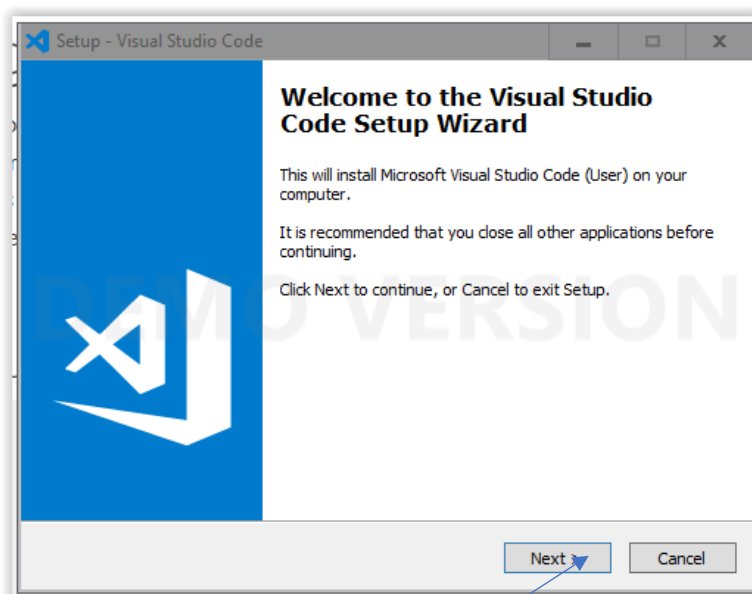 Setup - Visual Studio Code
Welcome to the Visual Studio
Code Setup Wizard
This will install Microsoft Visual Studio Code (User) on your
computer.
It is recommended that you close all other applications before
continuing.
Click Next to continue, or Cancel to exit Setup.
DEMO VERSION
Next >
Cancel